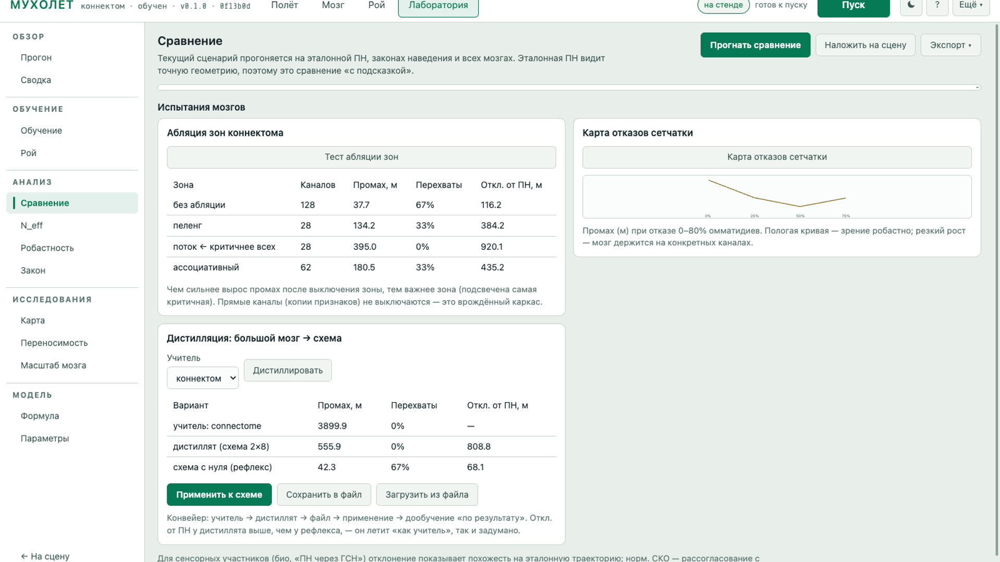 МУХОЛЁТ коннектом · обучен · v0.1.0 · 0f13b0d Полёт Мозг Рой Лаборатория на стенде готов к пуску Пуск ? Ещё ▾
ОБЗОР
Прогон
Сводка
ОБУЧЕНИЕ
Обучение
Рой
АНАЛИЗ
Сравнение
N_eff
Робастность
Закон
ИССЛЕДОВАНИЯ
Карта
Переносимость
Масштаб мозга
МОДЕЛЬ
Формула
Параметры
← На сцену
Сравнение
Текущий сценарий прогоняется на эталонной ПН, законах наведения и всех мозгах. Эталонная ПН видит
точную геометрию, поэтому это сравнение «с подсказкой».
Прогнать сравнение Наложить на сцену Экспорт ▾
-
Испытания мозгов
Абляция зон коннектома
Тест абляции зон
Зона Каналов Промах, м Перехваты Откл. от ПН, м
без абляции 128 37.7 67% 116.2
пеленг 28 134.2 33% 384.2
поток ← критичнее всех 28 395.0 0% 920.1
ассоциативный 62 180.5 33% 435.2
Чем сильнее вырос промах после выключения зоны, тем важнее зона (подсвечена самая
критичная). Прямые каналы (копии признаков) не выключаются — это врождённый каркас.
Карта отказов сетчатки
Карта отказов сетчатки
0% 25% 50% 75%
Промах (м) при отказе 0–80% омматидиев. Пологая кривая — зрение робастно; резкий рост
— мозг держится на конкретных каналах.
Дистилляция: большой мозг → схема
Учитель
коннектом Дистиллировать
Вариант Промах, м Перехваты Откл. от ПН, м
учитель: connectome 3899.9 0% —
дистиллят (схема 2×8) 555.9 0% 808.8
схема с нуля (рефлекс) 42.3 67% 68.1
Применить к схеме Сохранить в файл Загрузить из файла
Конвейер: учитель → дистиллят → файл → применение → дообучение «по результату». Откл.
от ПН у дистиллята выше, чем у рефлекса, — он летит «как учитель», так и задумано.
Для сенсорных участников (био, «ПН через ГСН») отклонение показывает похожесть на эталонную траекторию; норм. СКО — рассогласование с